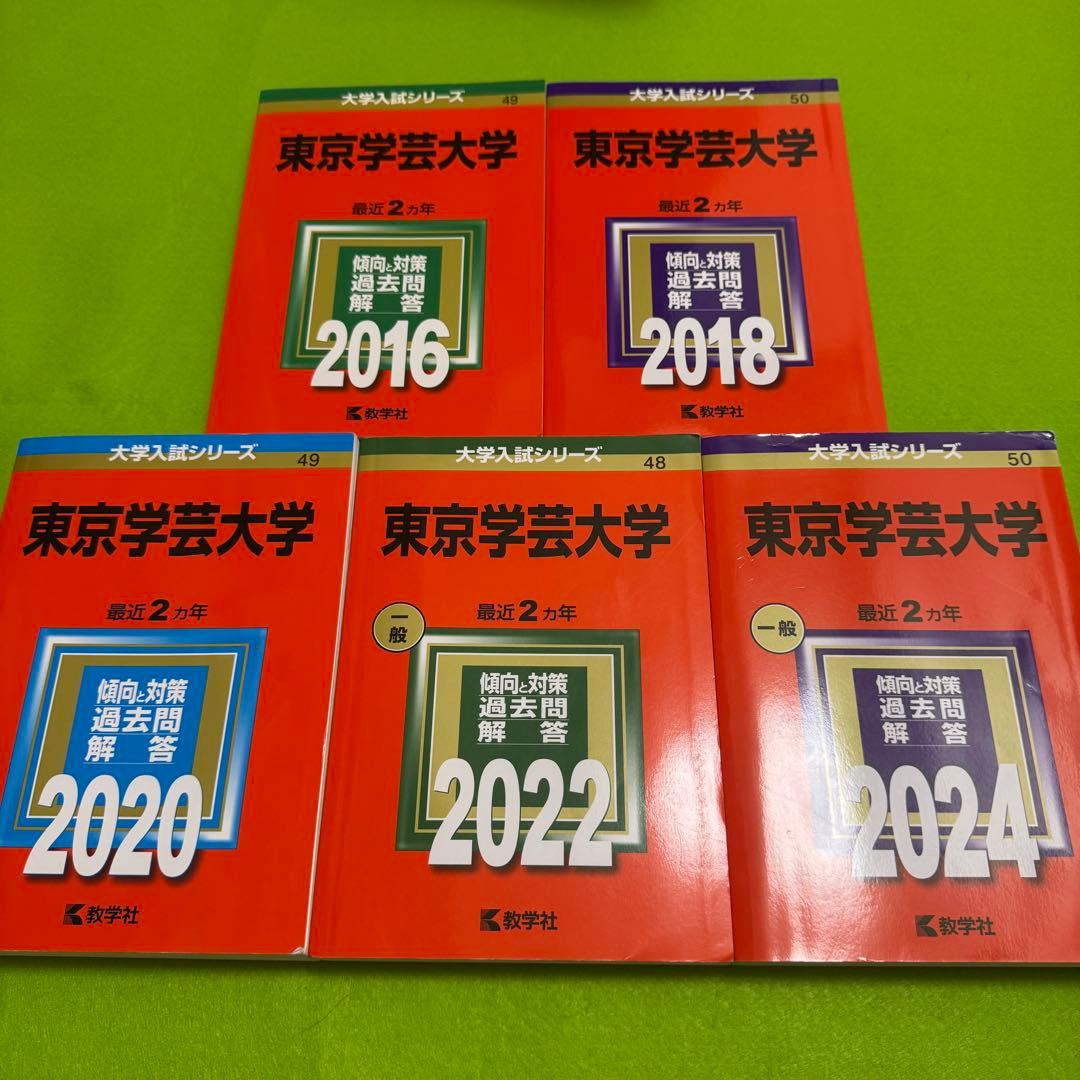 大学入試シリーズ
49
東京学芸大学
最近2カ年
傾向と対策
過去問
解答
2016
教学社
大学入試シリーズ
50
東京学芸大学
最近2カ年
傾向と対策
過去問
解答
2018
教学社
大学入試シリーズ
49
東京学芸大学
最近2カ年
傾向と対策
過去問
解答
2020
教学社
大学入試シリーズ
48
東京学芸大学
一般
最近2カ年
傾向と対策
過去問
解答
2022
教学社
大学入試シリーズ
50
東京学芸大学
一般
最近2カ年
傾向と対策
過去問
解答
2024
教学社